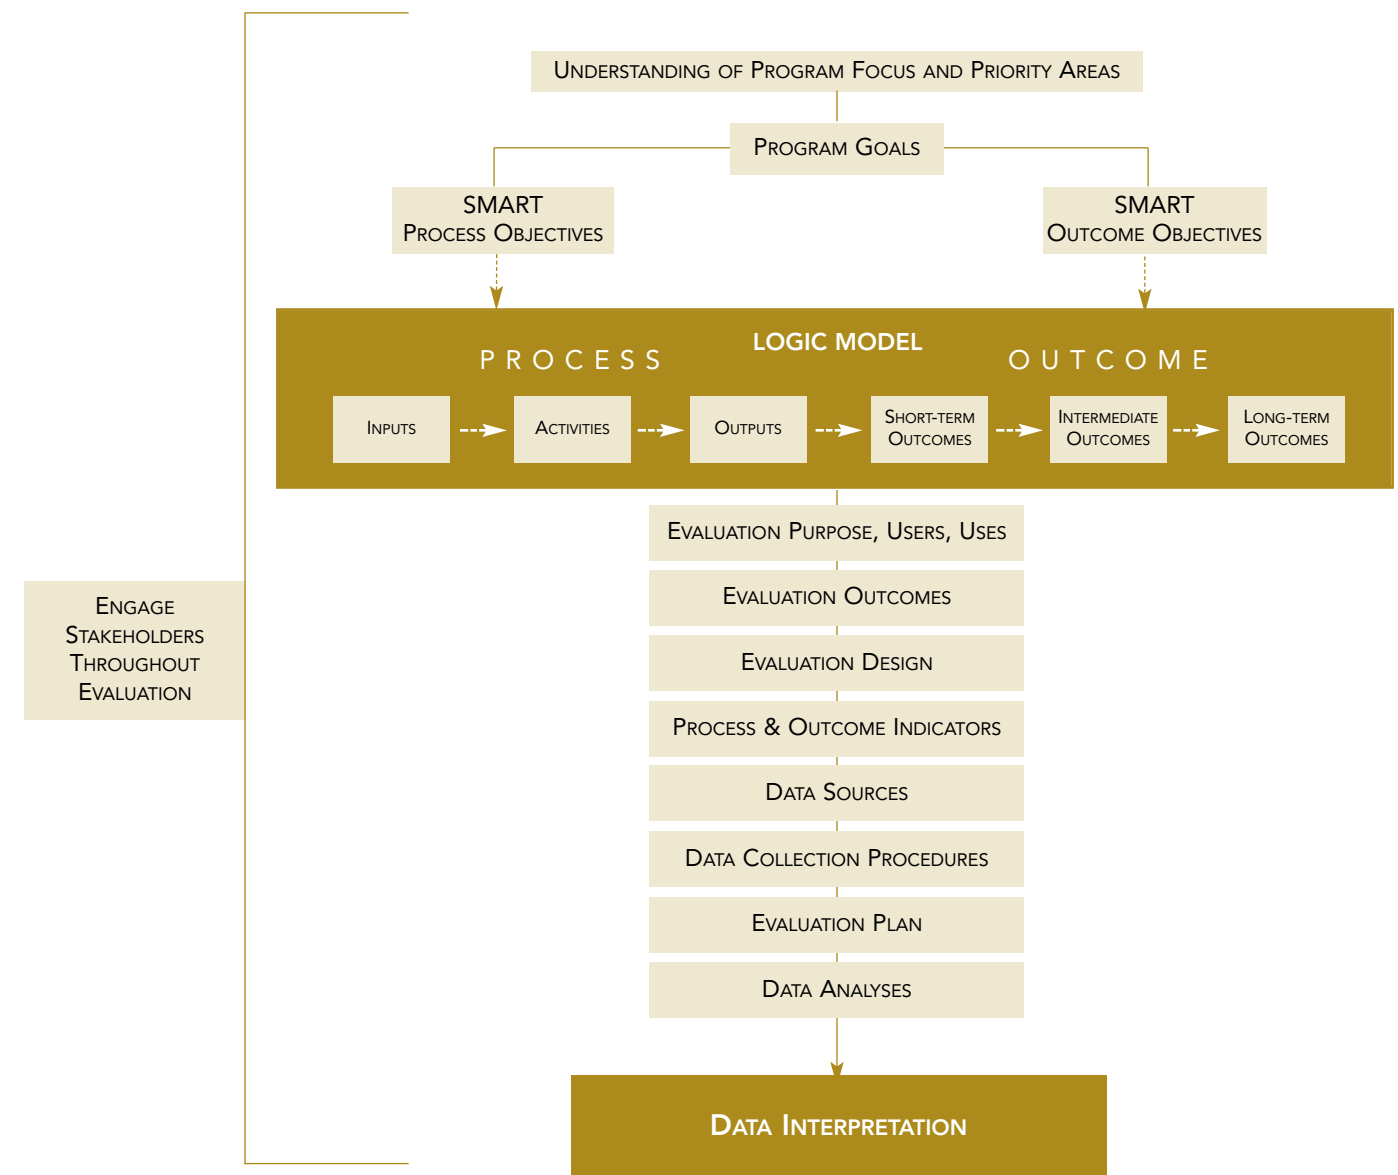 Understanding of Program Focus and Priority Areas
Program Goals
SMART
Process Objectives
SMART
Outcome Objectives
LOGIC MODEL
PROCESS
OUTCOME
Inputs
Activities
Outputs
Short-term
Outcomes
Intermediate
Outcomes
Long-term
Outcomes
Evaluation Purpose, Users, Uses
Evaluation Outcomes
Evaluation Design
Process & Outcome Indicators
Data Sources
Data Collection Procedures
Evaluation Plan
Data Analyses
Data Interpretation
Engage
Stakeholders
Throughout
Evaluation